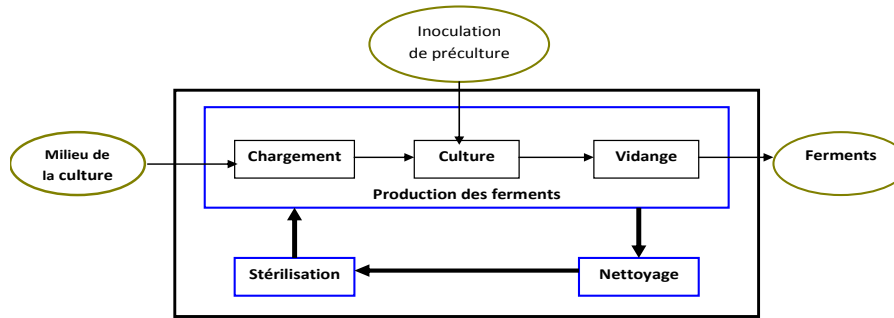 Inoculation
de préculture
Milieu de
la culture
Chargement
Culture
Vidange
Ferments
Production des ferments
Stérilisation
Nettoyage